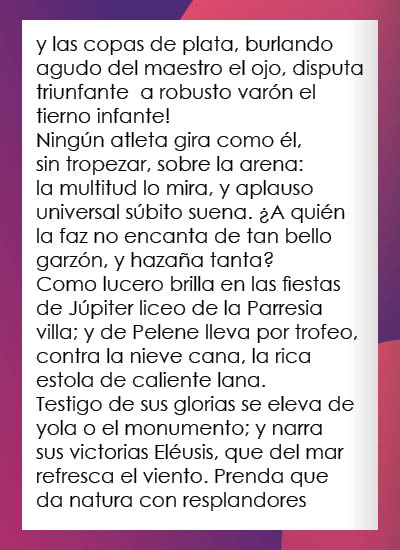 y las copas de plata, burlando
agudo del maestro el ojo, disputa
triunfante a robusto varón el
tierno infante!
Ningún atleta gira como él,
sin tropezar, sobre la arena:
la multitud lo mira, y aplauso
universal súbito suena. ¿A quién
la faz no encanta de tan bello
garzón, y hazaña tanta?
Como lucero brilla en las fiestas
de Júpiter liceo de la Parresia
villa; y de Pelene lleva por trofeo,
contra la nieve cana, la rica
estola de caliente lana.
Testigo de sus glorias se eleva de
yola o el monumento; y narra
sus victorias Eléusis, que del mar
refresca el viento. Prenda que
da natura con resplandores